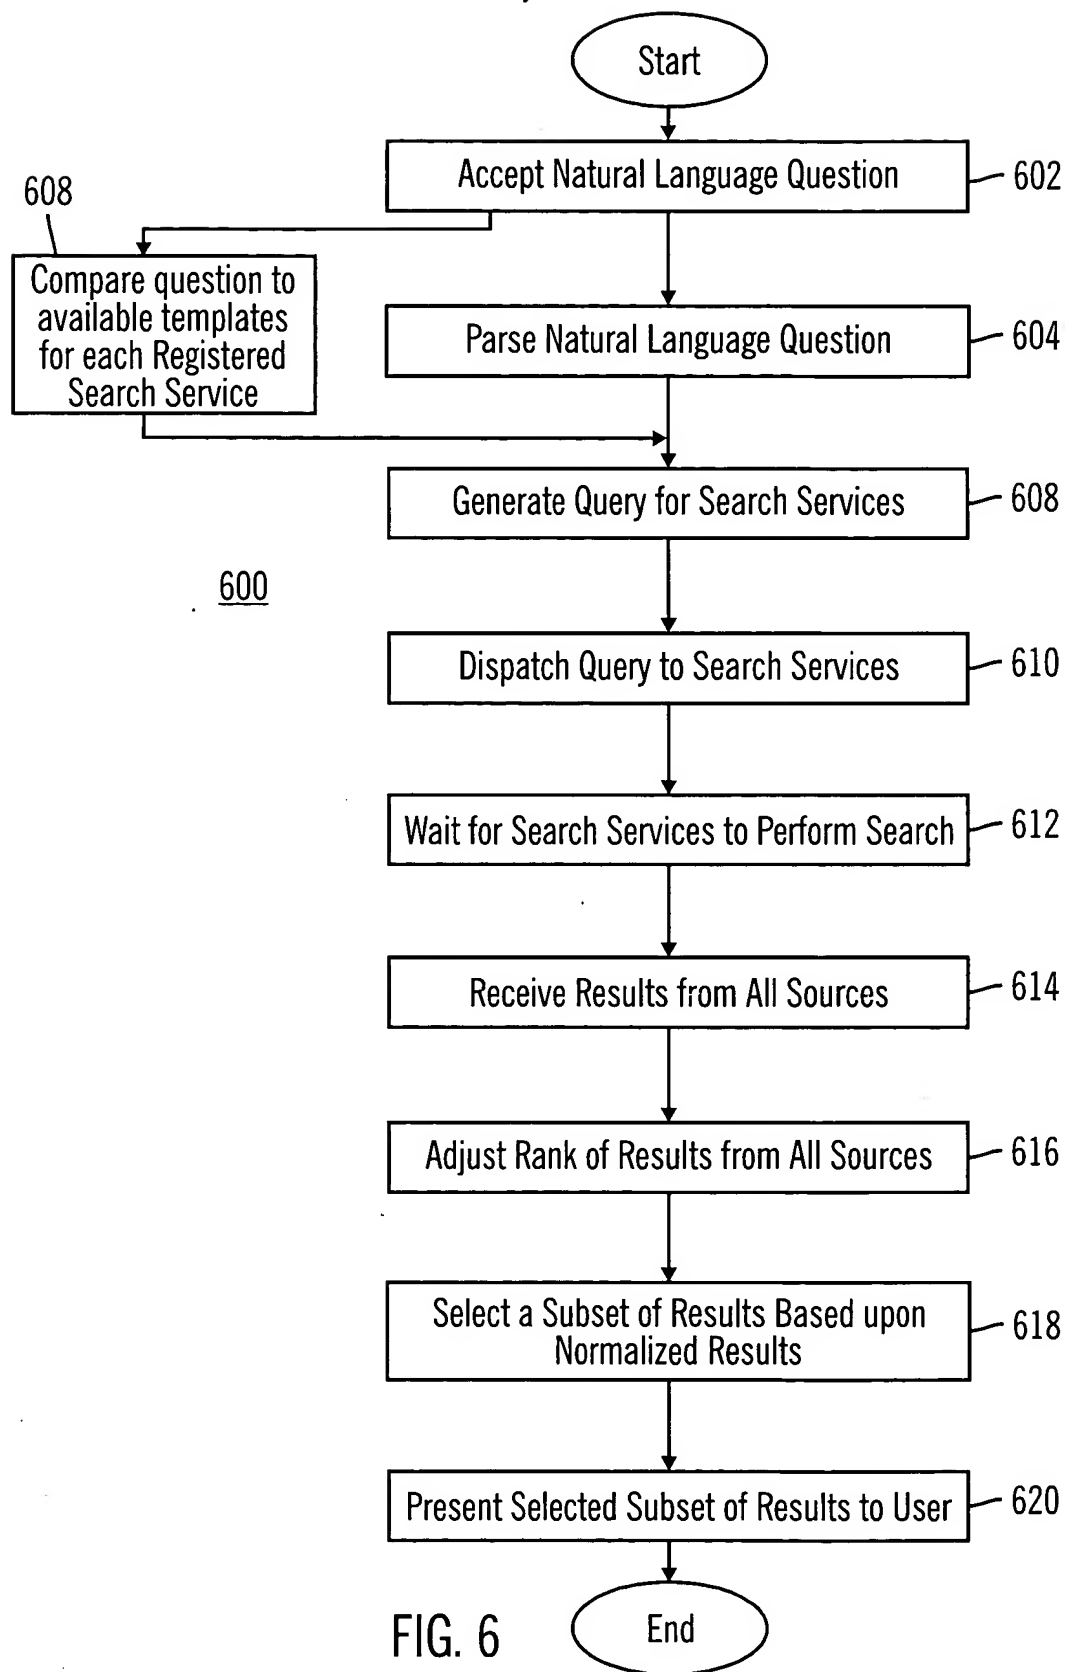 Start
Accept Natural Language Question
602
608
Compare question to
available templates
for each Registered
Search Service
Parse Natural Language Question
604
Generate Query for Search Services
608
600
Dispatch Query to Search Services
610
Wait for Search Services to Perform Search
612
Receive Results from All Sources
614
Adjust Rank of Results from All Sources
616
Select a Subset of Results Based upon
Normalized Results
618
Present Selected Subset of Results to User
620
End
FIG. 6